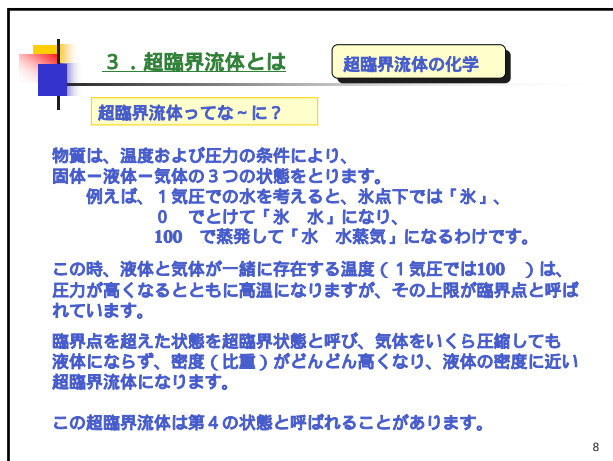 ３．超臨界流体とは
超臨界流体の化学
超臨界流体ってな～に？
物質は、温度および圧力の条件により、
固体－液体－気体の３つの状態をとります。
例えば、１気圧での水を考えると、氷点下では「氷」、
0　でとけて「氷　水」になり、
100　で蒸発して「水　水蒸気」になるわけです。
この時、液体と気体が一緒に存在する温度（１気圧では100　）は、
圧力が高くなるとともに高温になりますが、その上限が臨界点と呼ば
れています。
臨界点を超えた状態を超臨界状態と呼び、気体をいくら圧縮しても
液体にならず、密度（比重）がどんどん高くなり、液体の密度に近い
超臨界流体になります。
この超臨界流体は第４の状態と呼ばれることがあります。
8